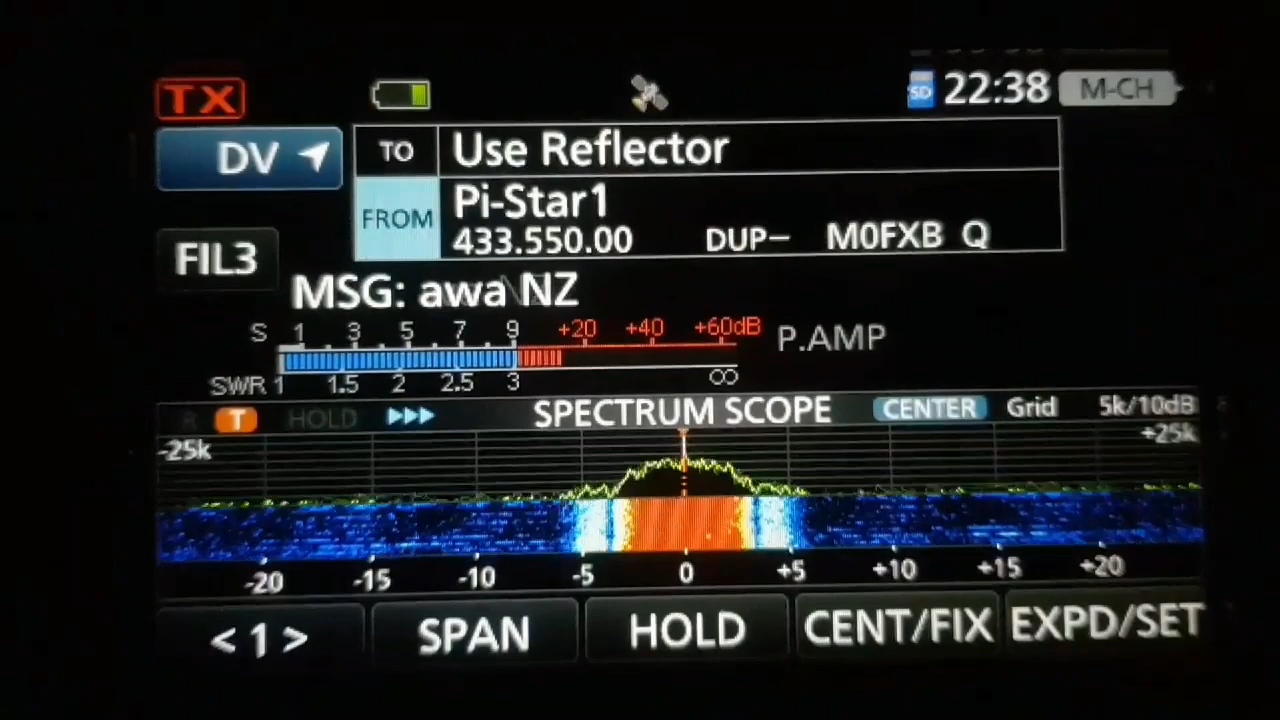 TX SD 22:38 M-CH
DV TO Use Reflector
FROM Pi-Star1
433.550.00 DUP− M0FXB Q
FIL3
MSG: awa NZ
S 1 3 5 7 9 +20 +40 +60dB P.AMP
SWR 1 1.5 2 2.5 3 ∞
R T HOLD SPECTRUM SCOPE CENTER Grid 5k/10dB
-25k +25k
-20 -15 -10 -5 0 +5 +10 +15 +20
<1> SPAN HOLD CENT/FIX EXPD/SET